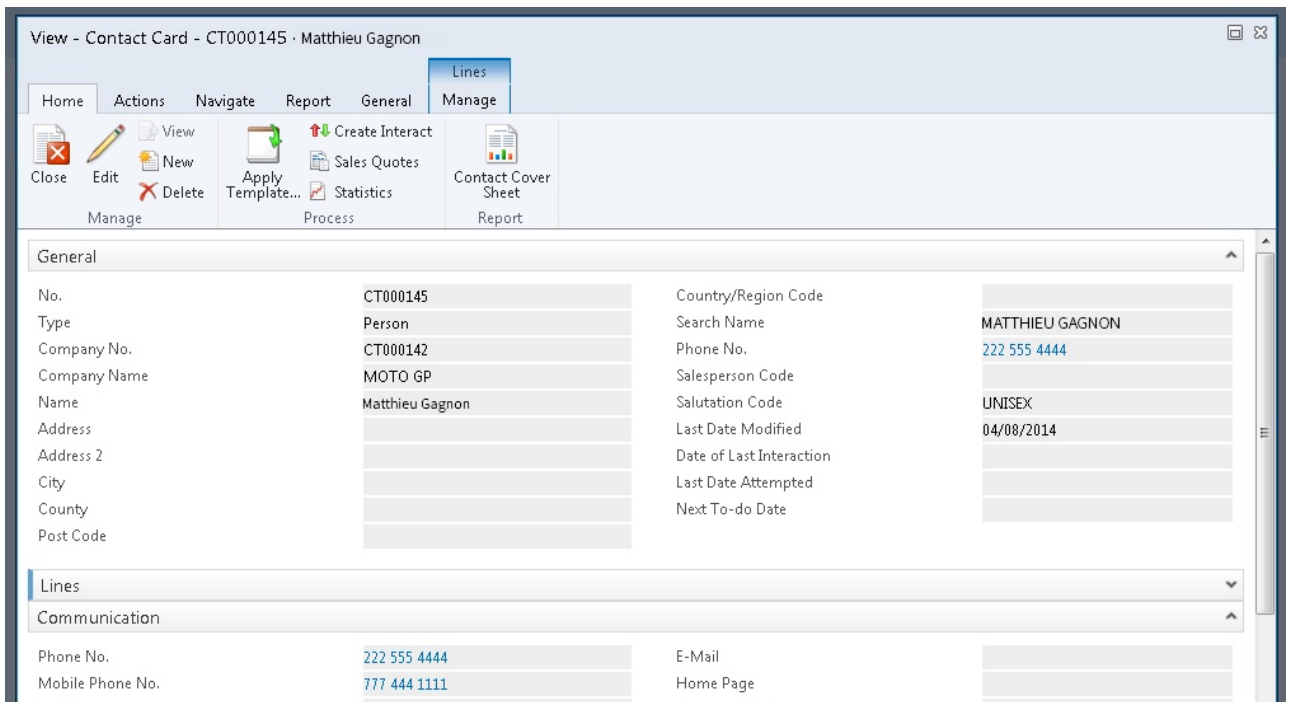 View - Contact Card - CT000145 · Matthieu Gagnon
Lines
Home Actions Navigate Report General Manage
Close
Edit
View
New
Delete
Manage
Apply Template...
Create Interact
Sales Quotes
Statistics
Process
Contact Cover Sheet
Report
General
No. CT000145
Type Person
Company No. CT000142
Company Name MOTO GP
Name Matthieu Gagnon
Address
Address 2
City
County
Post Code
Country/Region Code
Search Name MATTHIEU GAGNON
Phone No. 222 555 4444
Salesperson Code
Salutation Code UNISEX
Last Date Modified 04/08/2014
Date of Last Interaction
Last Date Attempted
Next To-do Date
Lines
Communication
Phone No. 222 555 4444
Mobile Phone No. 777 444 1111
E-Mail
Home Page